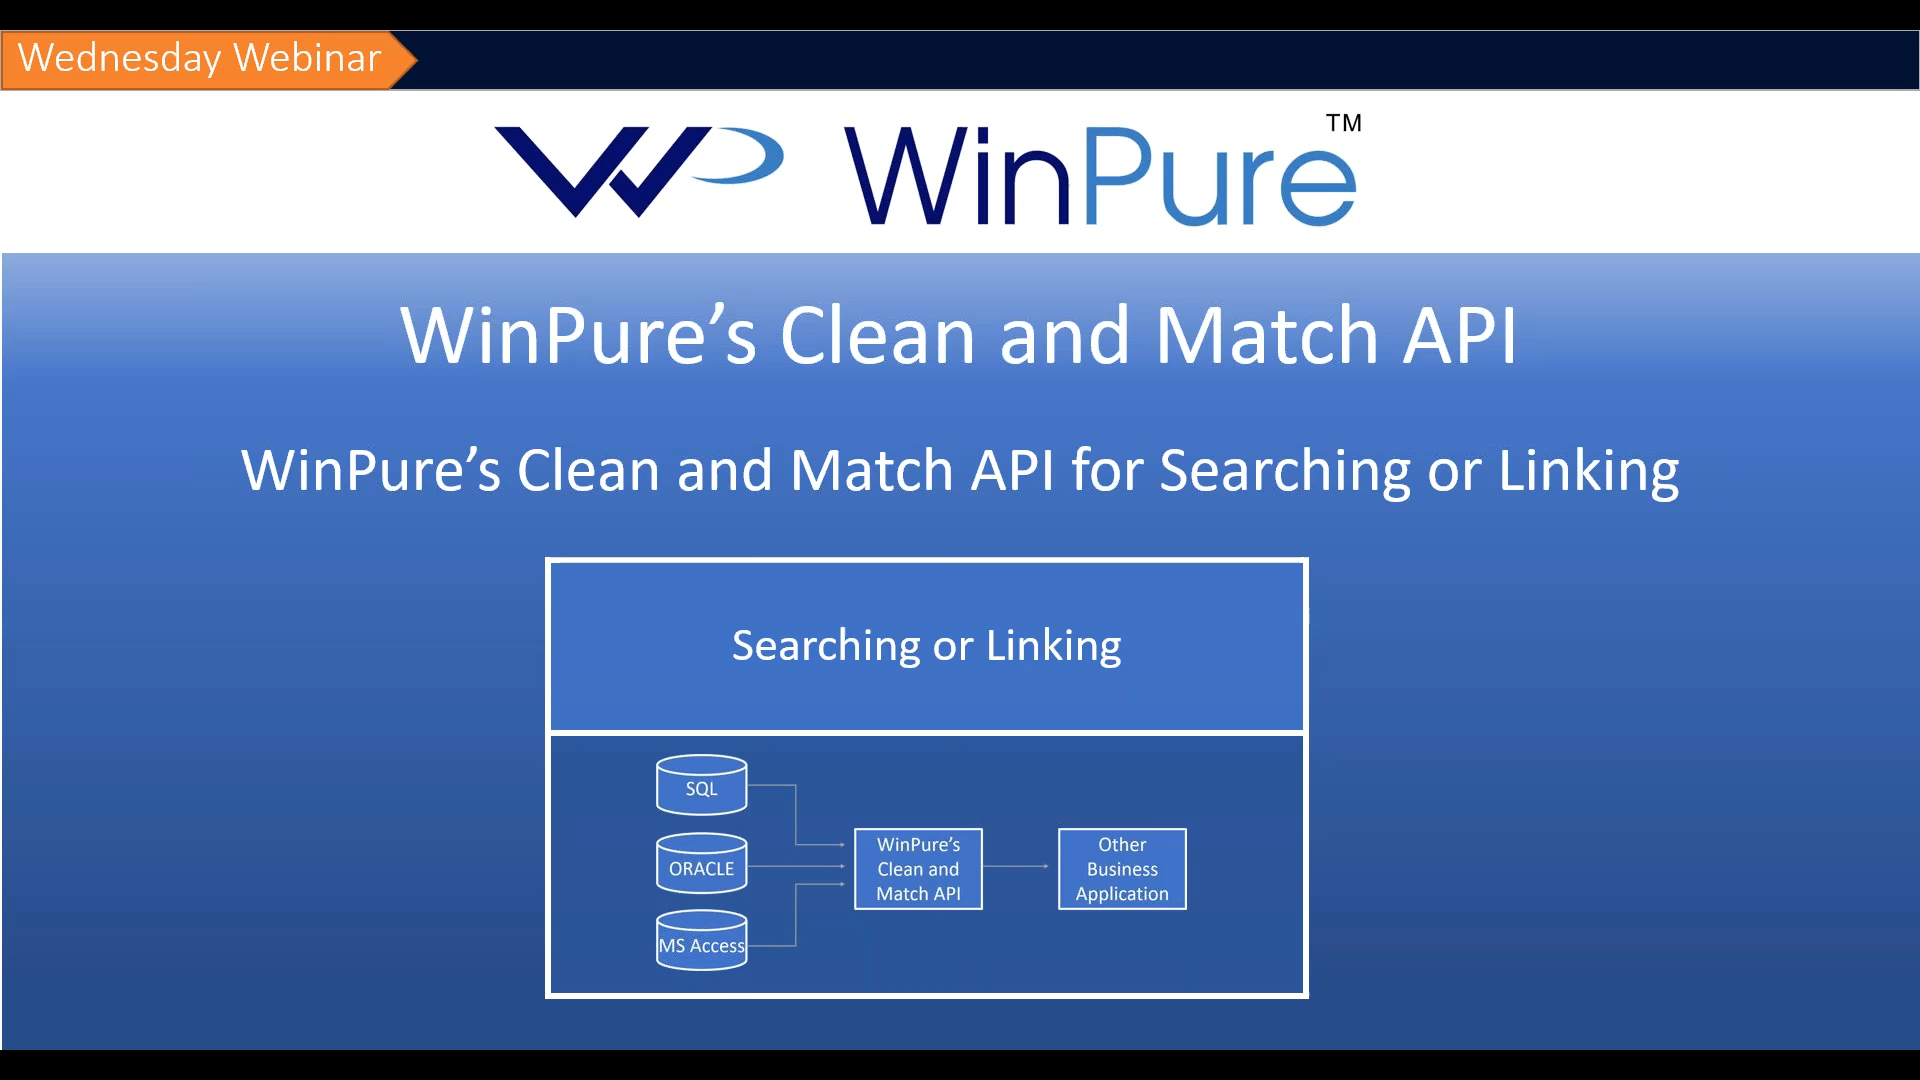 Wednesday Webinar
WinPure™
WinPure’s Clean and Match API
WinPure’s Clean and Match API for Searching or Linking
Searching or Linking
SQL
ORACLE
MS Access
WinPure’s
Clean and
Match API
Other
Business
Application